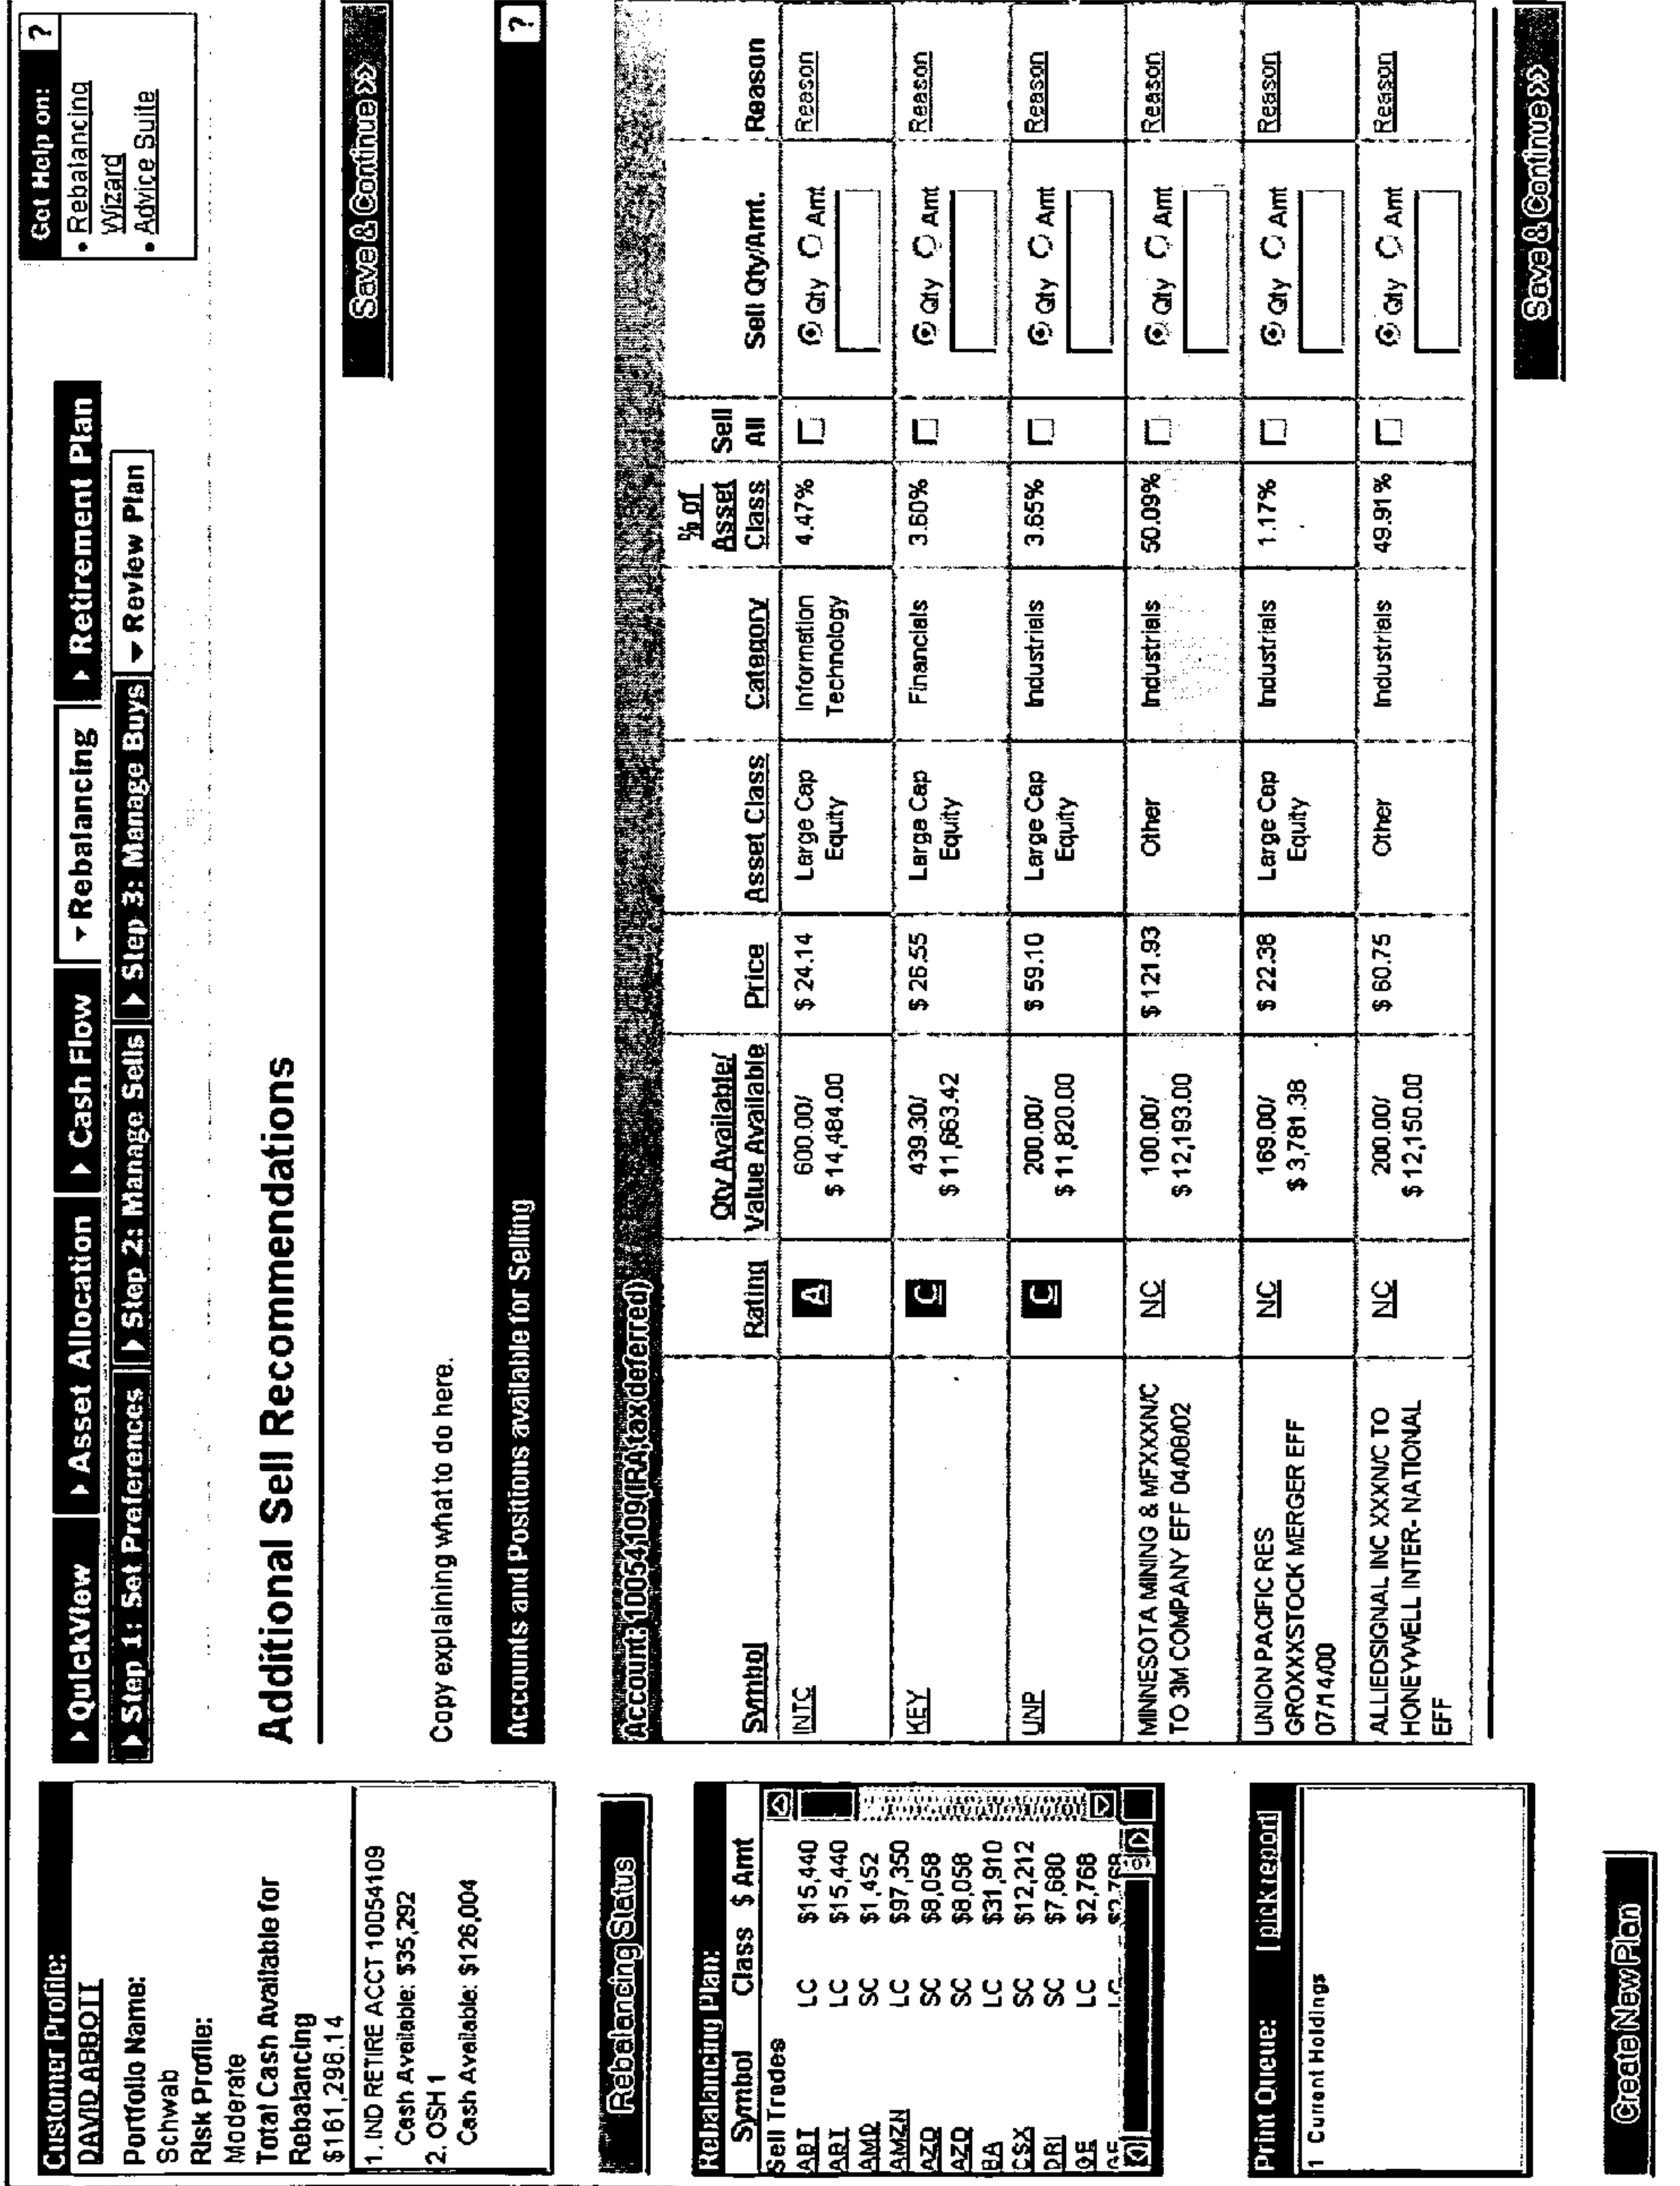 Customer Profile:
DAVID ABBOTT
Portfolio Name:
Schwab
Risk Profile:
Moderate
Total Cash Available for
Rebalancing
$161,296.14
1. IND RETIRE ACCT 10054109
Cash Available: $35,292
2. OSH 1
Cash Available: $126,004
Rebalancing Status
Rebalancing Plan:
Symbol Class $ Amt
Sell Trades
ABT LC $15,440
ABT LC $15,440
AMD SC $1,452
AMZN LC $97,350
AZO SC $8,058
AZO SC $8,058
BA LC $31,910
CSX SC $12,212
DRI SC $7,680
GE LC $2,768
GE LC $2,768
Print Queue: [pick report]
1 Current Holdings
Create New Plan
QuickView Asset Allocation Cash Flow Rebalancing Retirement Plan
Step 1: Set Preferences Step 2: Manage Sells Step 3: Manage Buys Review Plan
Get Help on: ?
• Rebalancing
Wizard
• Advice Suite
Additional Sell Recommendations
Save & Continue >>
Copy explaining what to do here.
Accounts and Positions available for Selling ?
Account: 10054109 (IRA, tax deferred)
Symbol Rating Qty Available/ Value Available Price Asset Class Category % of Asset Class Sell All Sell Qty/Amt. Reason
INTC A 600.00/ $24.14 Large Cap Information 4.47% Qty Amt Reason
$14,484.00 Equity Technology
KEY C 439.30/ $26.55 Large Cap Financials 3.60% Qty Amt Reason
$11,663.42 Equity
UNP C 200.00/ $59.10 Large Cap Industrials 3.65% Qty Amt Reason
$11,820.00 Equity
MINNESOTA MINING & MFXXXN/C NC 100.00/ $121.93 Other Industrials 50.09% Qty Amt Reason
TO 3M COMPANY EFF 04/08/02 $12,193.00
UNION PACIFIC RES NC 169.00/ $22.38 Large Cap Industrials 1.17% Qty Amt Reason
GROXXXSTOCK MERGER EFF $3,781.38 Equity
07/14/00
ALLIEDSIGNAL INC XXXN/C TO NC 200.00/ $60.75 Other Industrials 49.91% Qty Amt Reason
HONEYWELL INTER- NATIONAL $12,150.00
EFF
Save & Continue >>